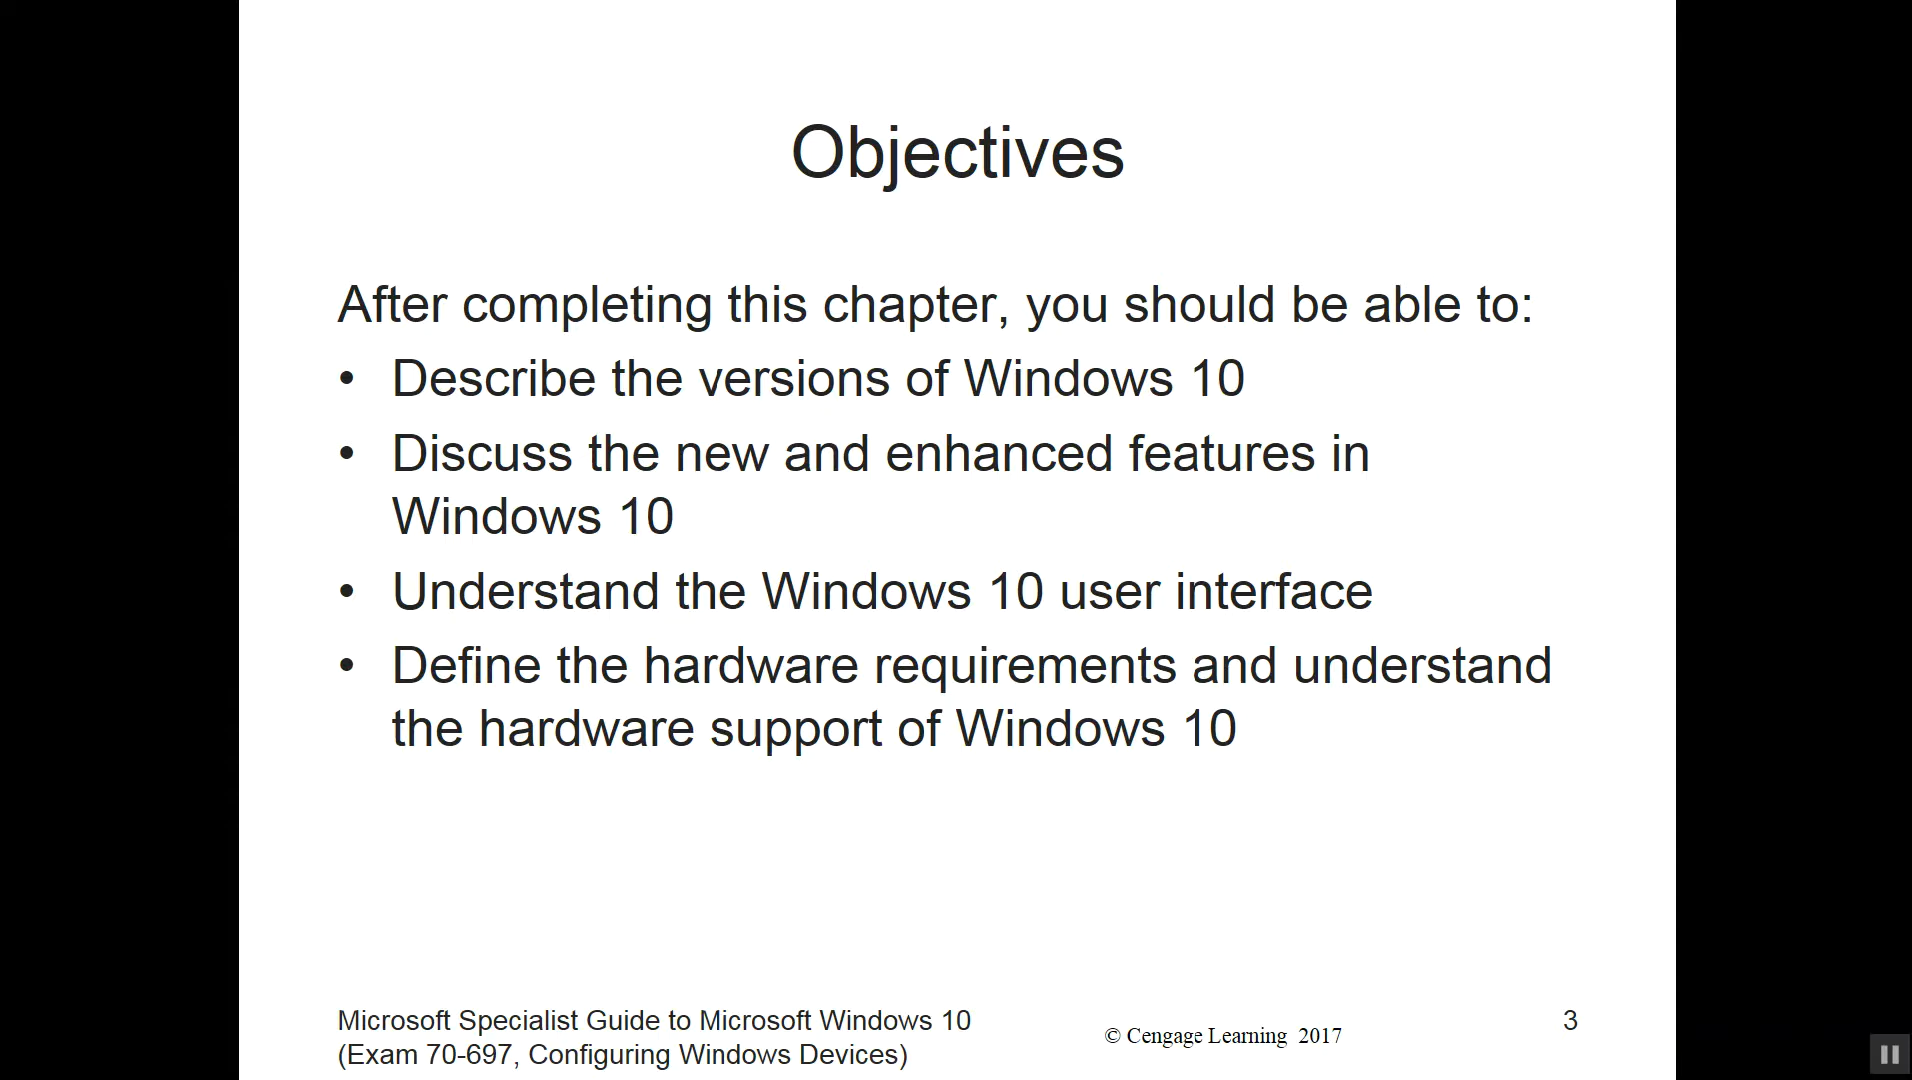 Objectives
After completing this chapter, you should be able to:
• Describe the versions of Windows 10
• Discuss the new and enhanced features in
Windows 10
• Understand the Windows 10 user interface
• Define the hardware requirements and understand
the hardware support of Windows 10
Microsoft Specialist Guide to Microsoft Windows 10
(Exam 70-697, Configuring Windows Devices)
© Cengage Learning 2017
3